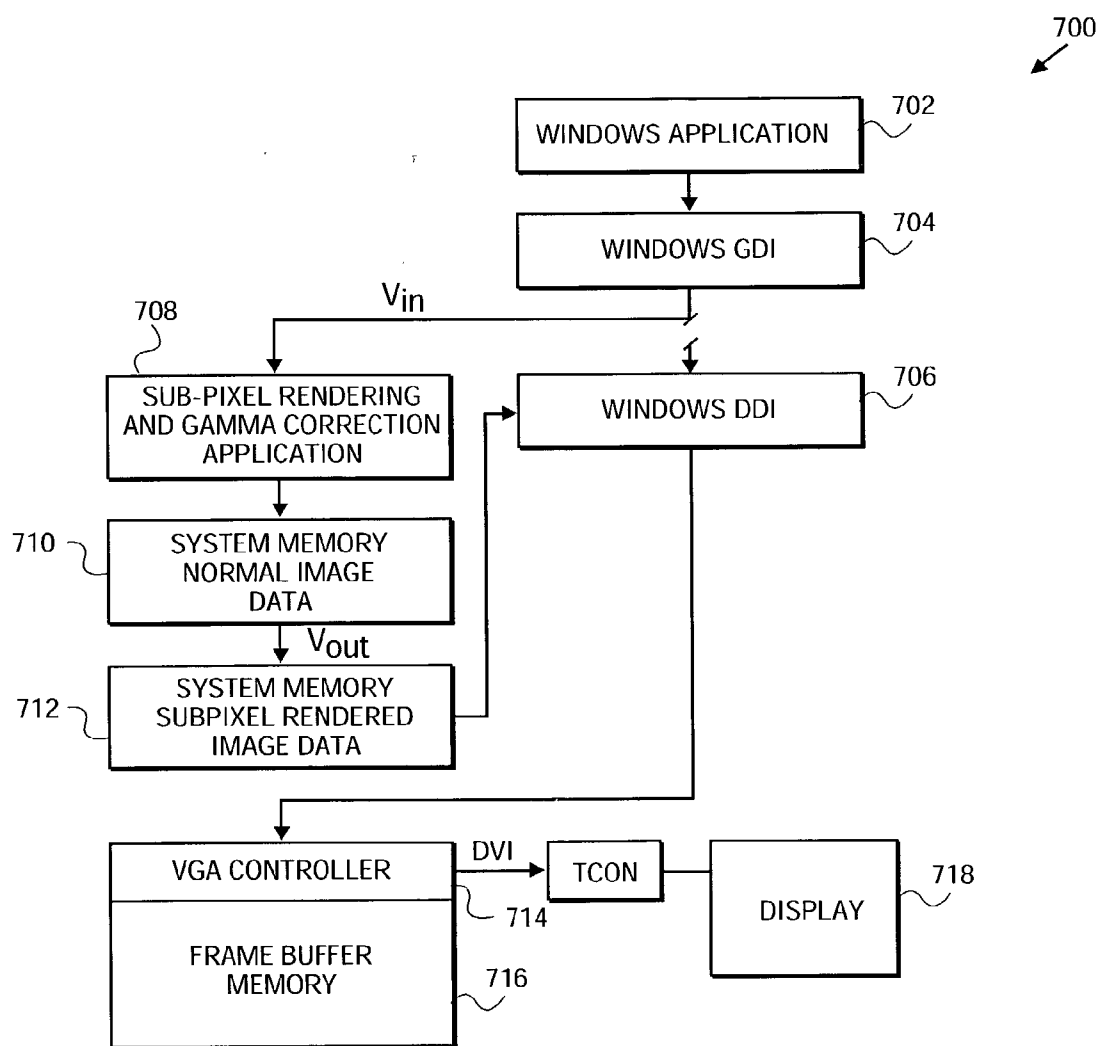 700
WINDOWS APPLICATION
702
WINDOWS GDI
704
Vin
708
SUB-PIXEL RENDERING
AND GAMMA CORRECTION
APPLICATION
WINDOWS DDI
706
710
SYSTEM MEMORY
NORMAL IMAGE
DATA
Vout
712
SYSTEM MEMORY
SUBPIXEL RENDERED
IMAGE DATA
VGA CONTROLLER
DVI
TCON
714
DISPLAY
718
FRAME BUFFER
MEMORY
716